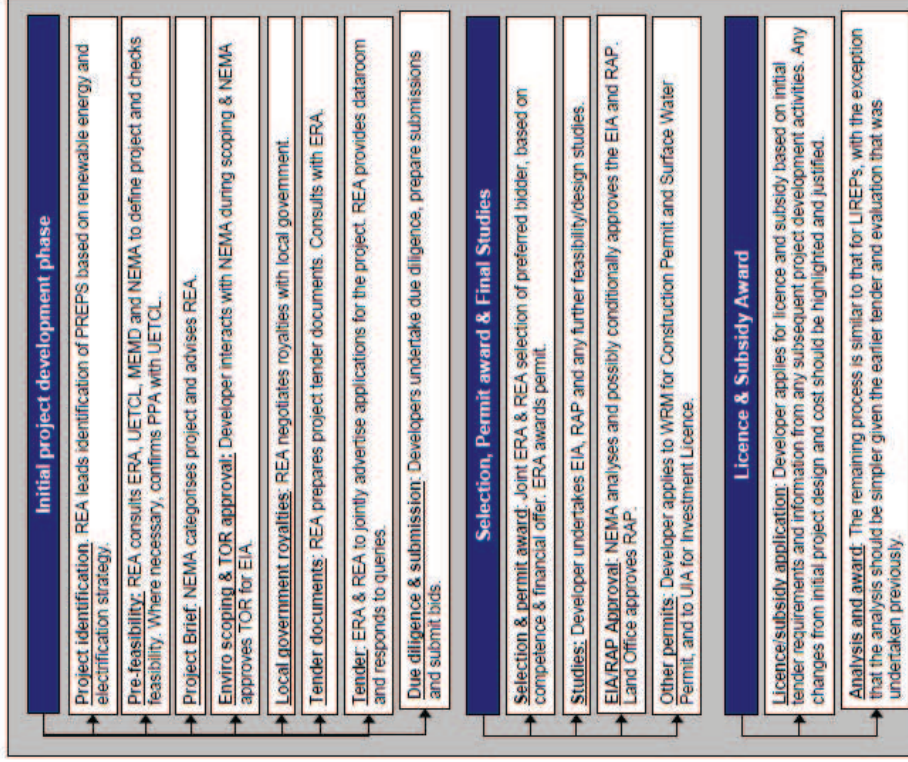 Initial project development phase
Project identification: REA leads identification of PREPS based on renewable energy and
electrification strategy.
Pre-feasibility: REA consults ERA, UETCL, MEMD and NEMA to define project and checks
feasibility. Where necessary, confirms PPA with UETCL.
Project Brief: NEMA categorises project and advises REA.
Enviro scoping & TOR approval: Developer interacts with NEMA during scoping & NEMA
approves TOR for EIA.
Local government royalties: REA negotiates royalties with local government.
Tender documents: REA prepares project tender documents. Consults with ERA.
Tender: ERA & REA to jointly advertise applications for the project. REA provides dataroom
and responds to queries.
Due diligence & submission: Developers undertake due diligence, prepare submissions
and submit bids.
Selection, Permit award & Final Studies
Selection & permit award: Joint ERA & REA selection of preferred bidder, based on
competence & financial offer. ERA awards permit.
Studies: Developer undertakes EIA, RAP and any further feasibility/design studies.
EIA/RAP Approval: NEMA analyses and possibly conditionally approves the EIA and RAP.
Land Office approves RAP.
Other permits: Developer applies to WRM for Construction Permit and Surface Water
Permit, and to UIA for Investment Licence.
Licence & Subsidy Award
Licence/subsidy application: Developer applies for licence and subsidy based on initial
tender requirements and information from any subsequent project development activities. Any
changes from initial project design and cost should be highlighted and justified.
Analysis and award: The remaining process is similar to that for LIREPs, with the exception
that the analysis should be simpler given the earlier tender and evaluation that was
undertaken previously.